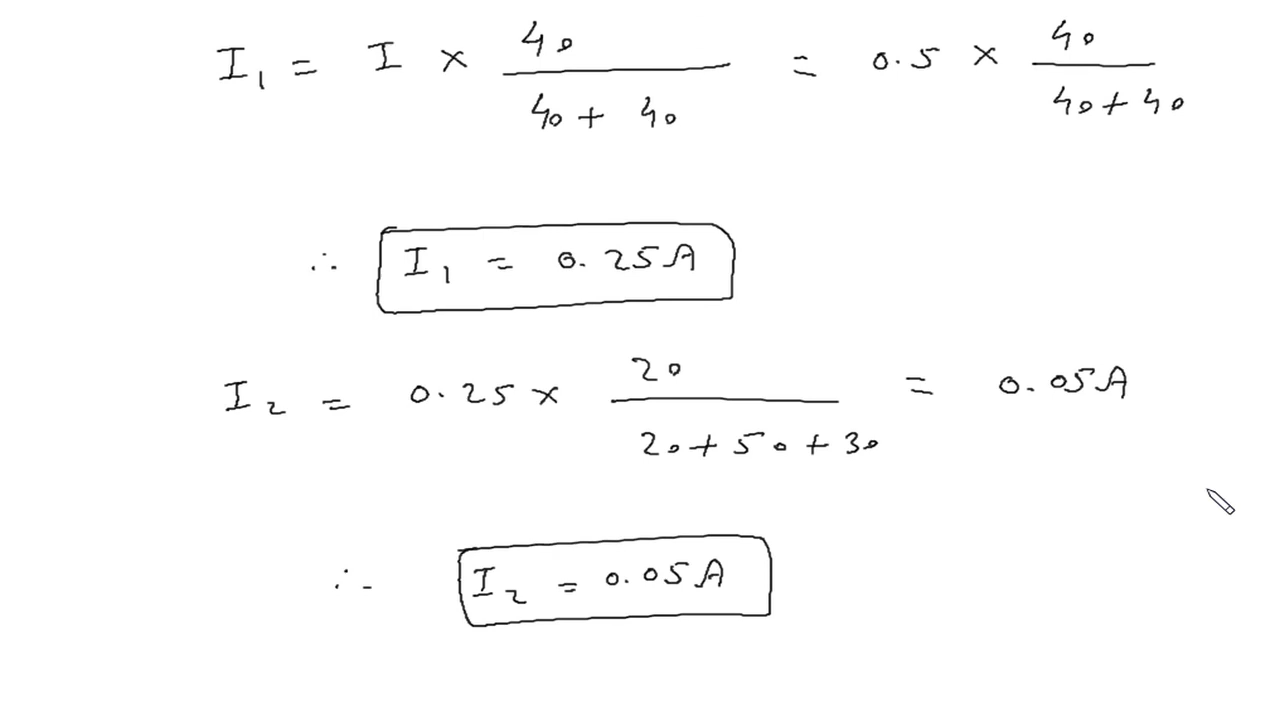 I₁ = I × 40 / (40 + 40) = 0.5 × 40 / (40 + 40)
∴ I₁ = 0.25A
I₂ = 0.25 × 20 / (20 + 50 + 30) = 0.05A
∴ I₂ = 0.05A